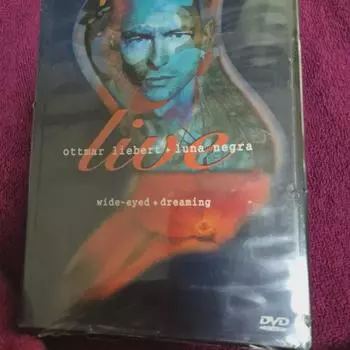 live
ottmar liebert + luna negra
wide-eyed + dreaming
DVD